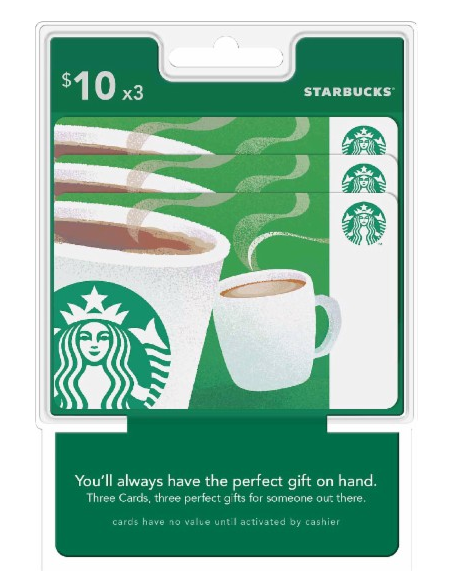 $10 x3
STARBUCKS
You'll always have the perfect gift on hand.
Three Cards, three perfect gifts for someone out there.
cards have no value until activated by cashier